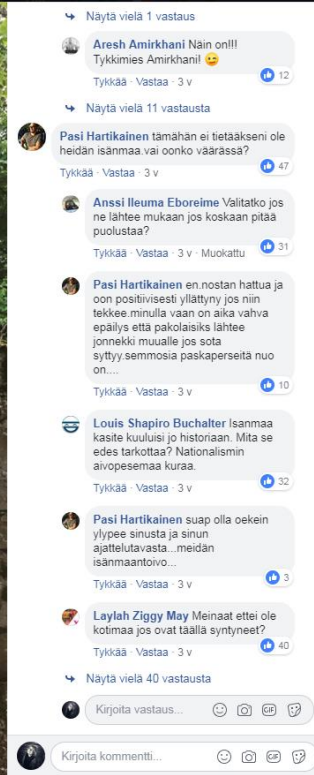 Näytä vielä 1 vastaus
Aresh Amirkhani Näin on!!!
Tykkimies Amirkhani!
Tykkää · Vastaa · 3 v
12
Näytä vielä 11 vastausta
Pasi Hartikainen tämähän ei tietääkseni ole
heidän isänmaa.vai oonko väärässä?
47
Tykkää · Vastaa · 3 v
Anssi Ileuma Eboreime Valitatko jos
ne lähtee mukaan jos koskaan pitää
puolustaa?
31
Tykkää · Vastaa · 3 v · Muokattu
Pasi Hartikainen en.nostan hattua ja
oon positiivisesti yllättyny jos niin
tekkee.minulla vaan on aika vahva
epäilys että pakolaisiks lähtee
jonnekki muualle jos sota
syttyy.semmosia paskaperseitä nuo
on....
10
Tykkää · Vastaa · 3 v
Louis Shapiro Buchalter Isanmaa
kasite kuuluisi jo historiaan. Mita se
edes tarkottaa? Nationalismin
aivopesemaa kuraa.
32
Tykkää · Vastaa · 3 v
Pasi Hartikainen suap olla oekein
ylypee sinusta ja sinun
ajattelutavasta...meidän
isänmaantoivo...
3
Tykkää · Vastaa · 3 v
Laylah Ziggy May Meinaat ettei ole
kotimaa jos ovat täällä syntyneet?
40
Tykkää · Vastaa · 3 v
Näytä vielä 40 vastausta
Kirjoita vastaus... GIF
Kirjoita kommentti... GIF